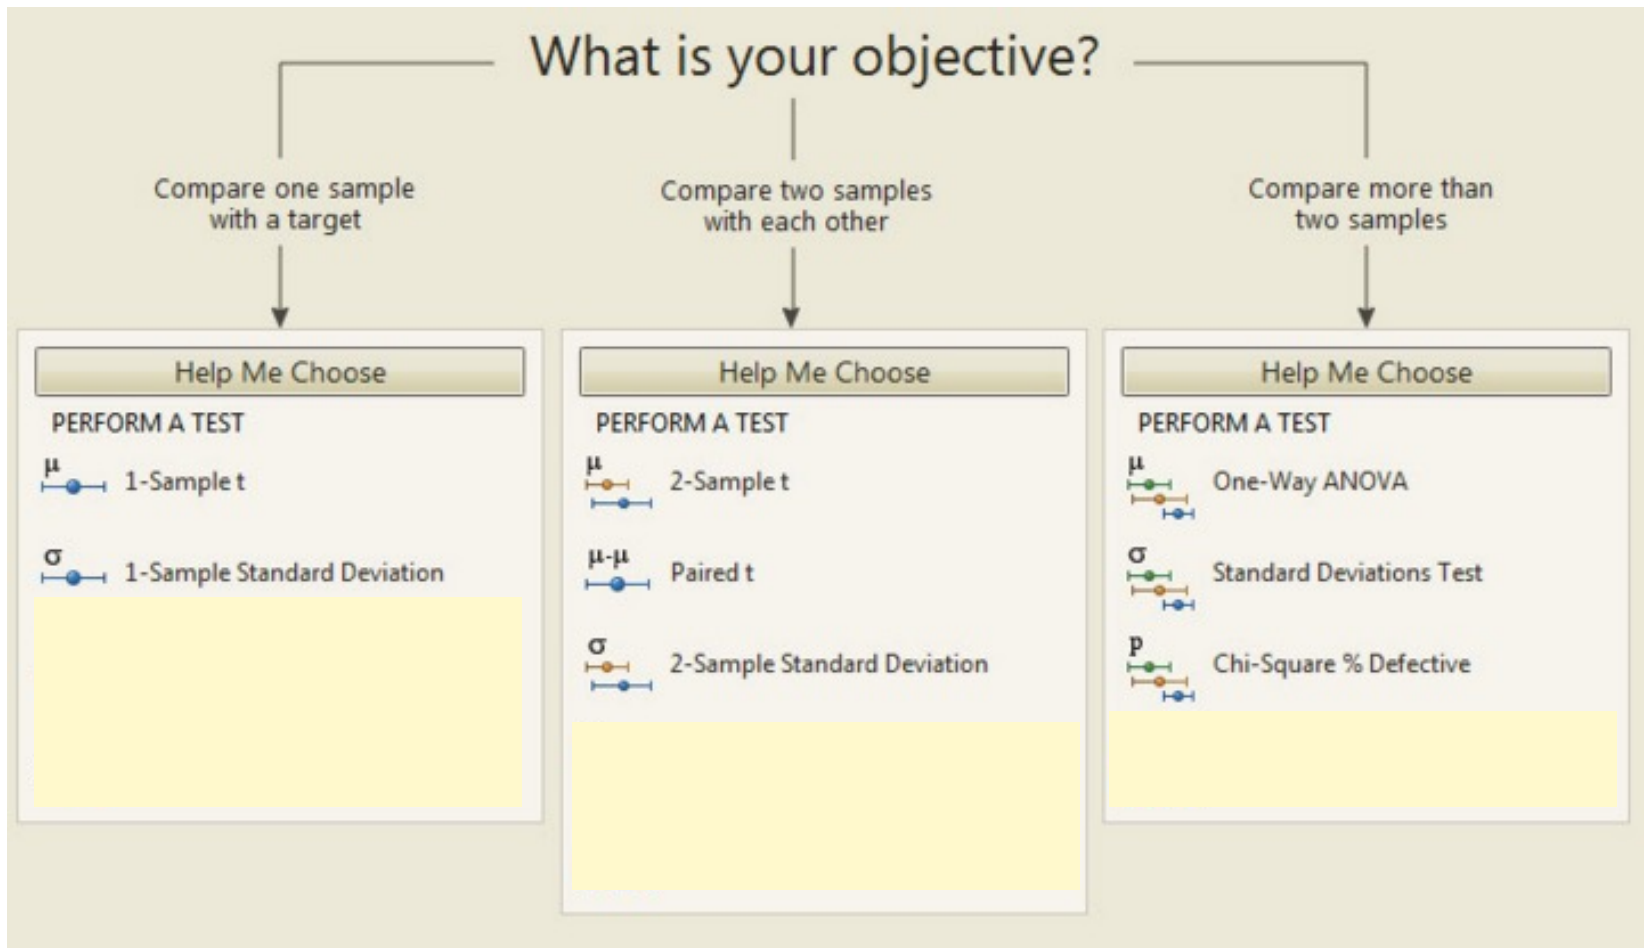 What is your objective?
Compare one sample
with a target
Compare two samples
with each other
Compare more than
two samples
Help Me Choose
PERFORM A TEST
μ
1-Sample t
σ
1-Sample Standard Deviation
Help Me Choose
PERFORM A TEST
μ
2-Sample t
μ-μ
Paired t
σ
2-Sample Standard Deviation
Help Me Choose
PERFORM A TEST
μ
One-Way ANOVA
σ
Standard Deviations Test
p
Chi-Square % Defective